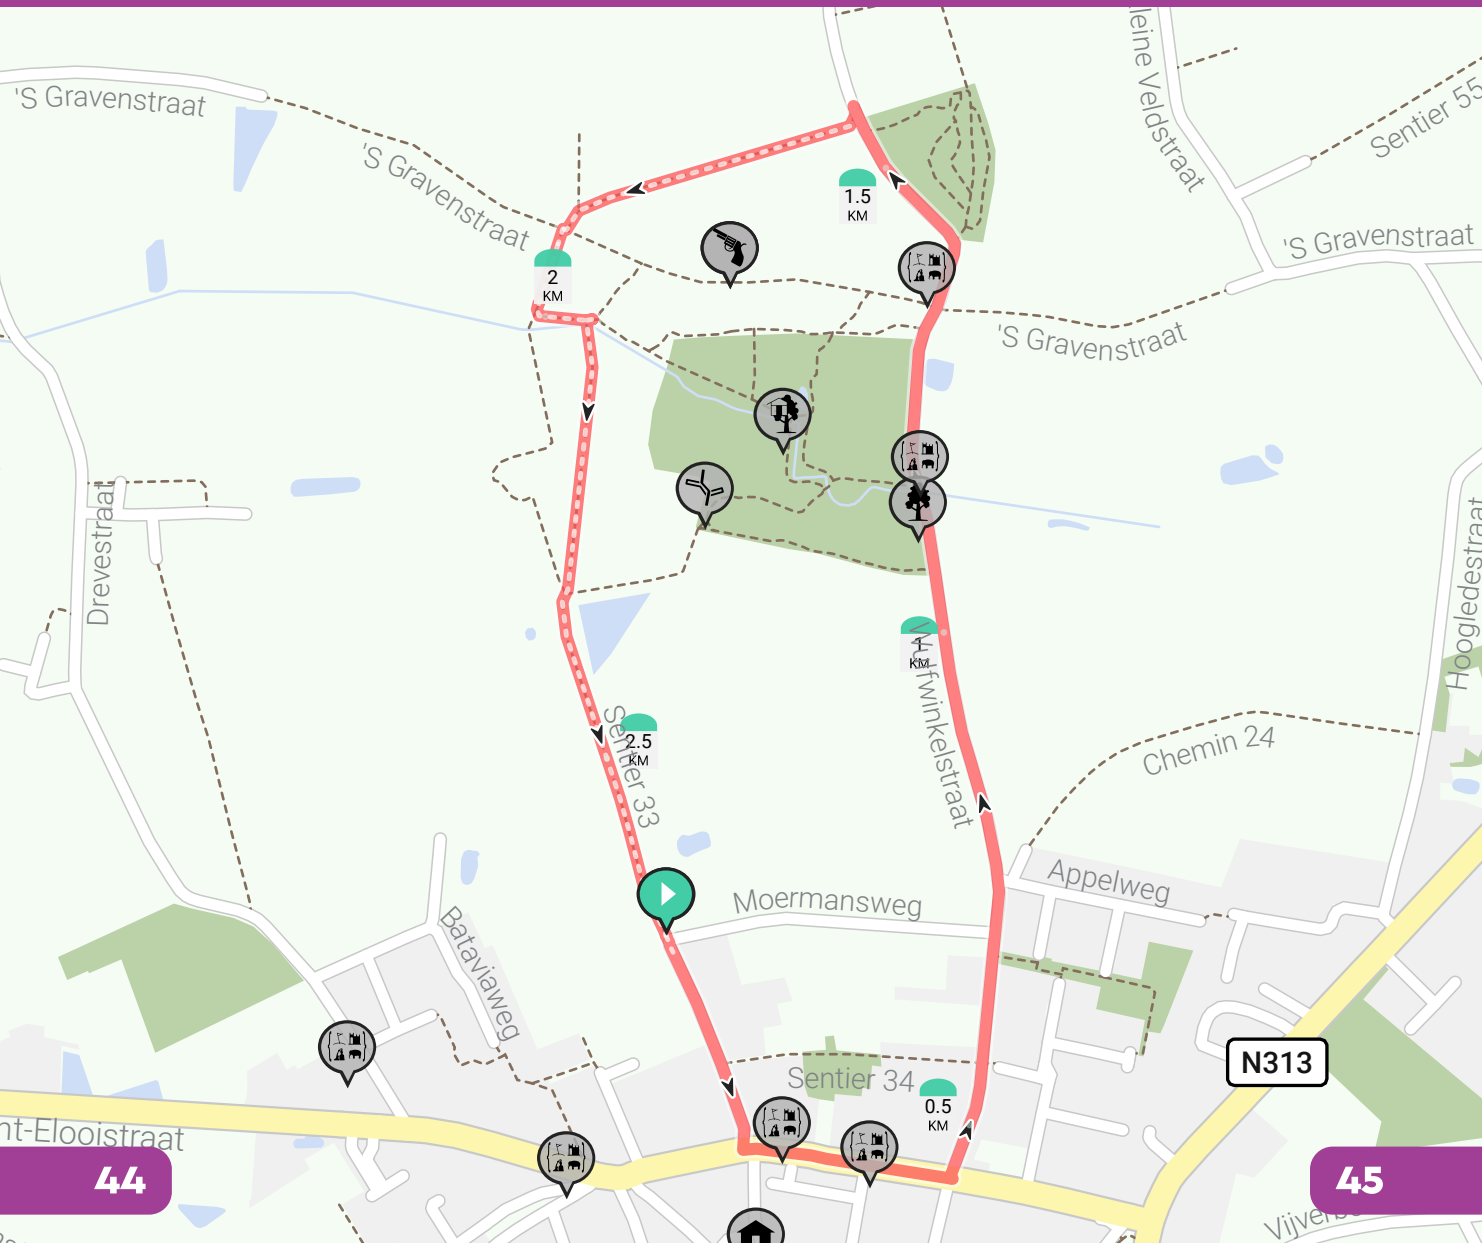 'S Gravenstraat
'S Gravenstraat
leine Veldstraat
Sentier 55
'S Gravenstraat
'S Gravenstraat
1.5
KM
2
KM
Drevestraat
Hoogledestraat
1
KM
Wulfwinkelstraat
Sentier 33
2.5
KM
Chemin 24
Appelweg
Moermansweg
Bataviaweg
Sentier 34
0.5
KM
N313
nt-Elooistraat
44
45